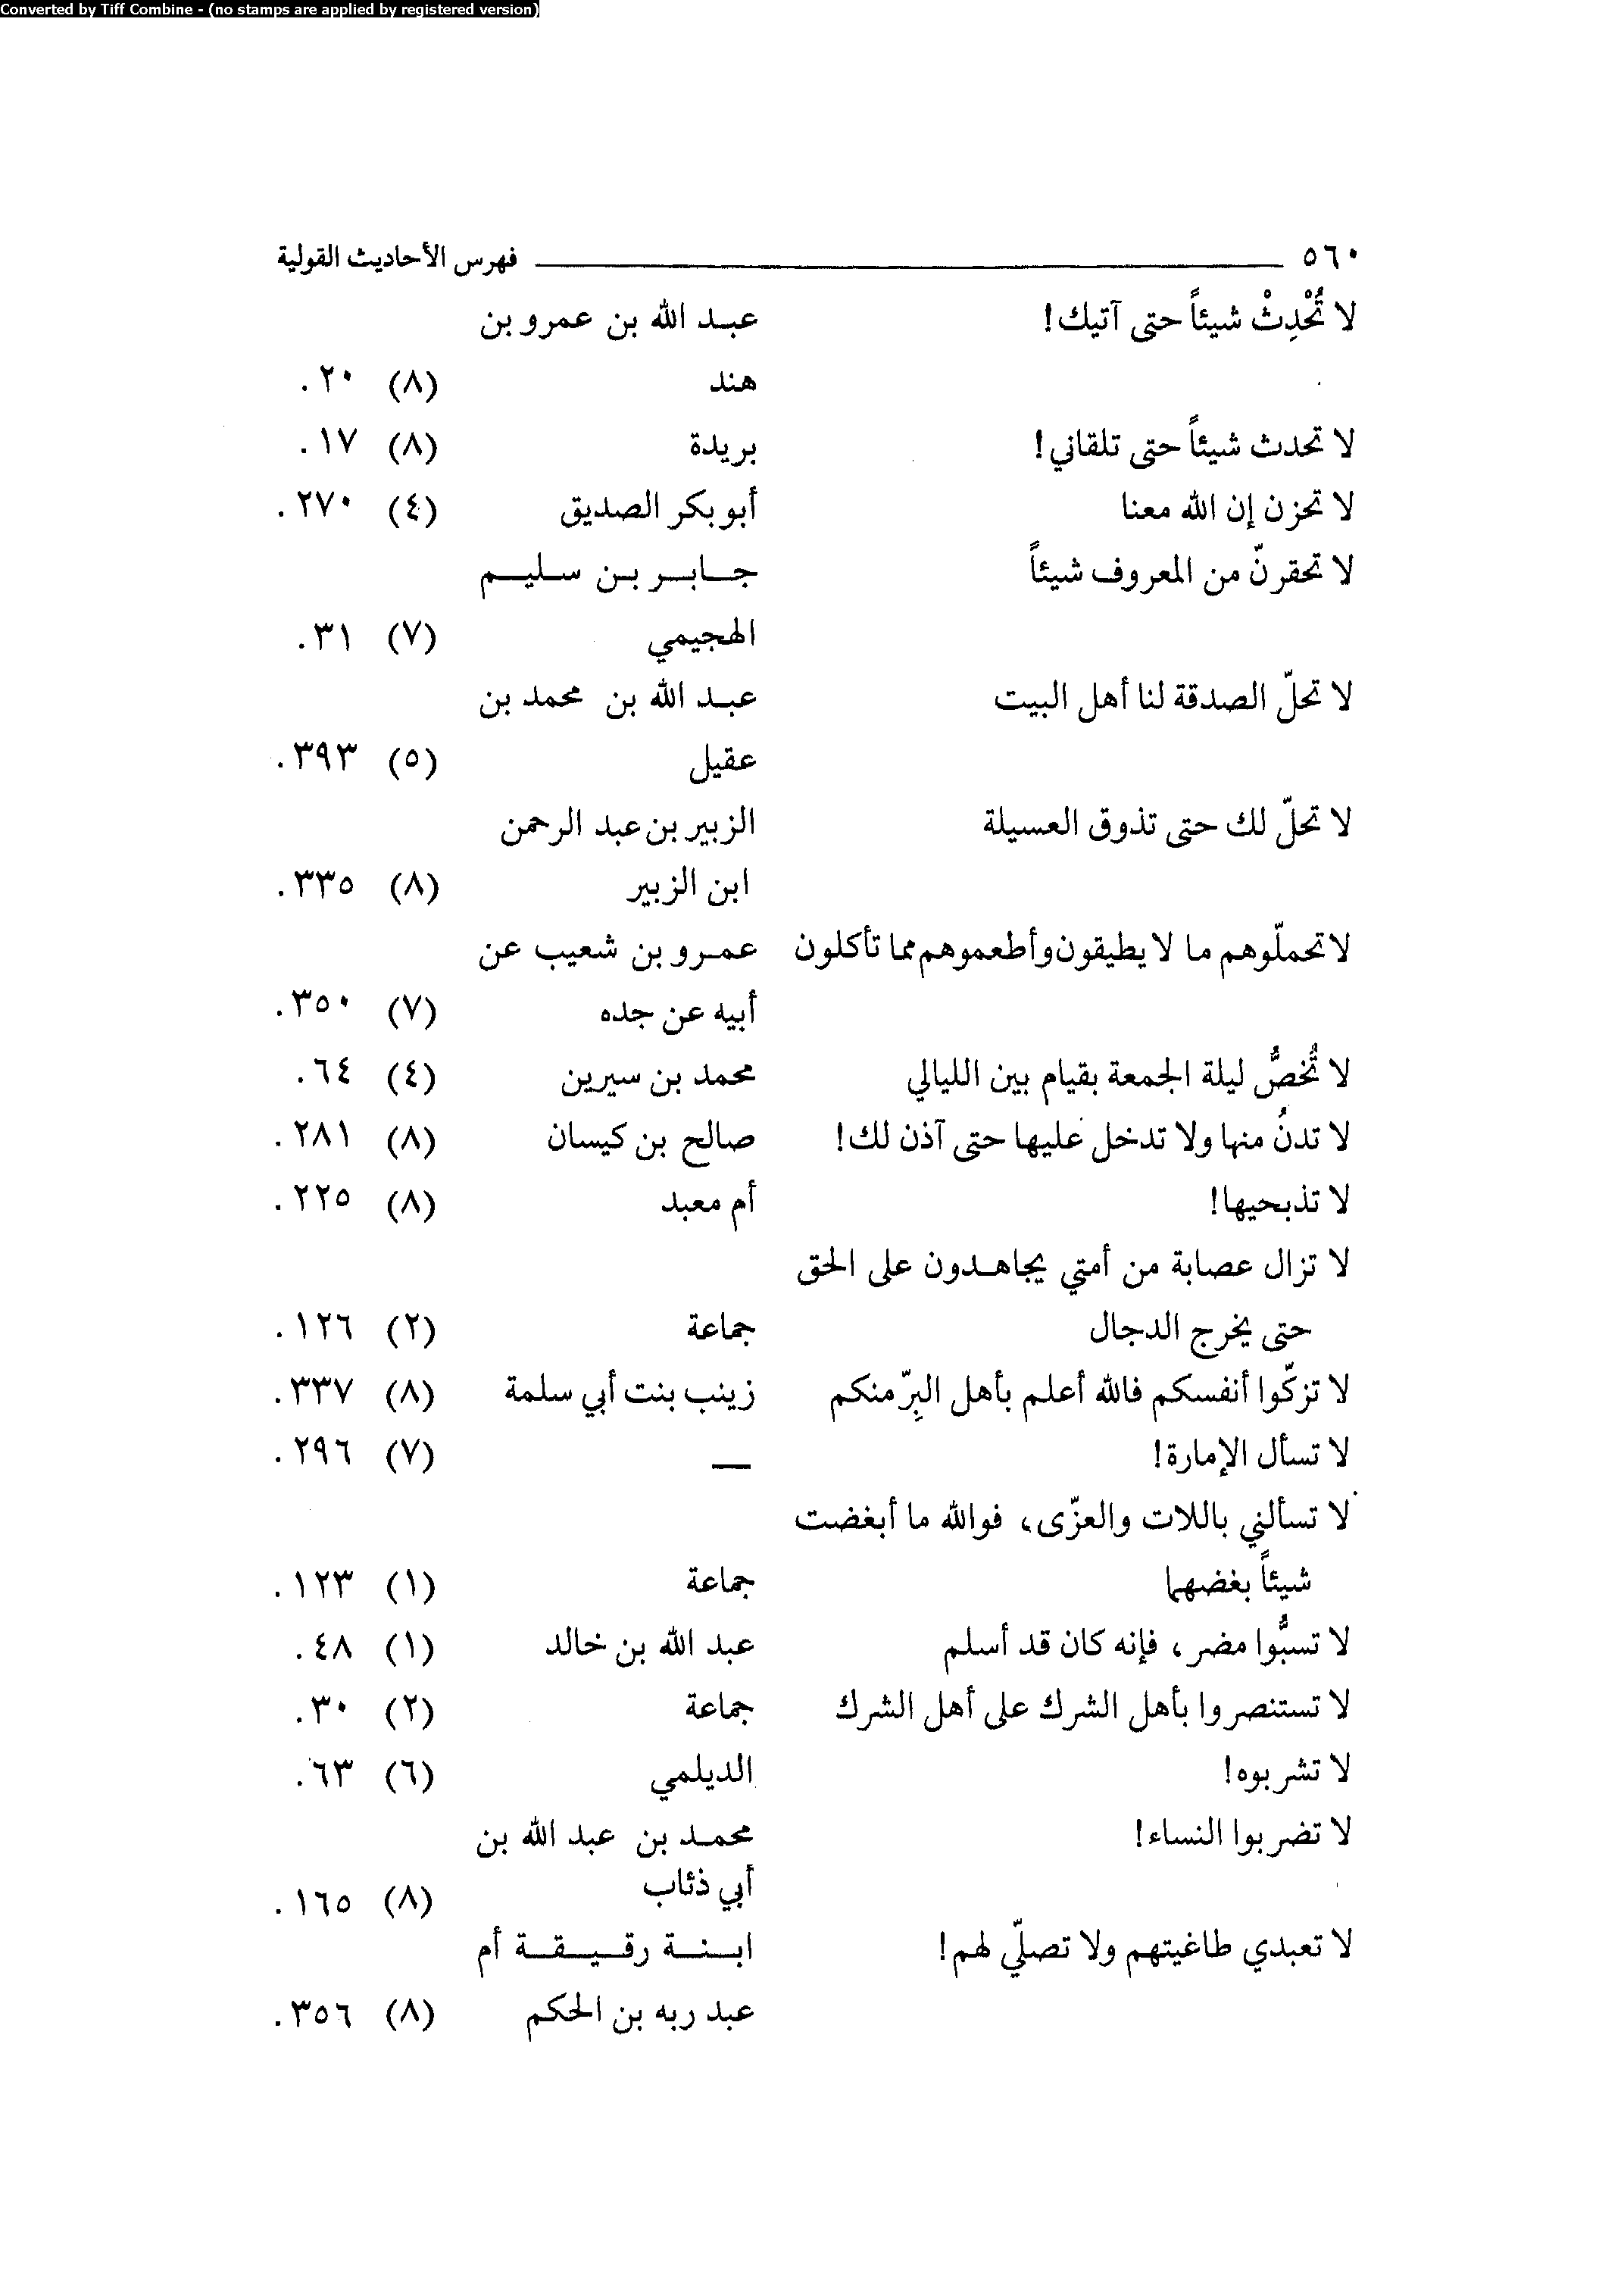 Converted by Tiff Combine - (no stamps are applied by registered version)
٥٦٠ فهرس الأحاديث القولية
لا تُحْدِثْ شيئاً حتى آتيك! عبد الله بن عمرو بن
هند (٨) ٢٠.
لا تحدث شيئاً حتى تلقاني! بريدة (٨) ١٧.
لا تحزن إن الله معنا أبو بكر الصديق (٤) ٢٧٠.
لا تحقرنّ من المعروف شيئاً جابر بن سليم
الهجيمي (٧) ٣١.
لا تحلّ الصدقة لنا أهل البيت عبد الله بن محمد بن
عقيل (٥) ٣٩٣.
لا تحلّ لك حتى تذوق العسيلة الزبير بن عبد الرحمن
ابن الزبير (٨) ٣٣٥.
لا تحملّوهم ما لا يطيقون وأطعموهم مما تأكلون عمرو بن شعيب عن
أبيه عن جده (٧) ٣٥٠.
لا تُخصُّ ليلة الجمعة بقيام بين الليالي محمد بن سيرين (٤) ٦٤.
لا تدنُ منها ولا تدخل عليها حتى آذن لك! صالح بن كيسان (٨) ٢٨١.
لا تذبحيها! أم معبد (٨) ٢٢٥.
لا تزال عصابة من أمتي يجاهدون على الحق
حتى يخرج الدجال جماعة (٢) ١٢٦.
لا تزكّوا أنفسكم فالله أعلم بأهل البِرّ منكم زينب بنت أبي سلمة (٨) ٣٣٧.
لا تسأل الإمارة! — (٧) ٢٩٦.
لا تسألني باللات والعزّى، فوالله ما أبغضت
شيئاً بغضهما جماعة (١) ١٢٣.
لا تسبُّوا مضر، فإنه كان قد أسلم عبد الله بن خالد (١) ٤٨.
لا تستنصروا بأهل الشرك على أهل الشرك جماعة (٢) ٣٠.
لا تشربوه! الديلمي (٦) ٦٣.
لا تضربوا النساء! محمد بن عبد الله بن
أبي ذئاب (٨) ١٦٥.
لا تعبدي طاغيتهم ولا تصلّي لهم! ابنة رقيقة أم
عبد ربه بن الحكم (٨) ٣٥٦.